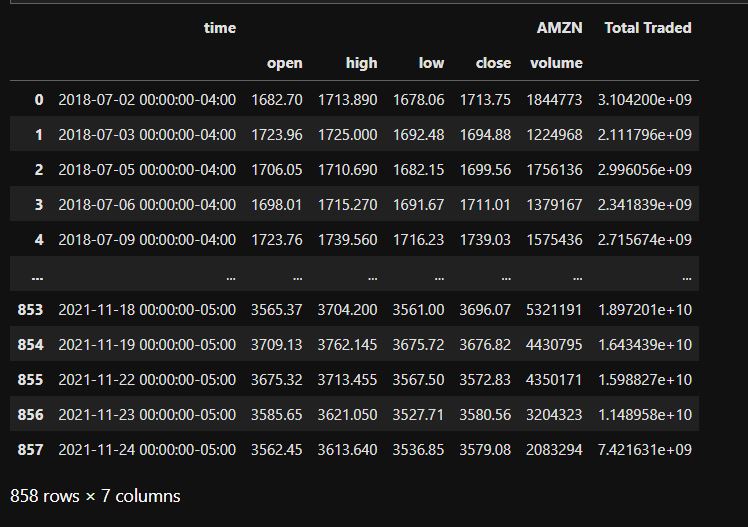 time AMZN Total Traded
open high low close volume
0 2018-07-02 00:00:00-04:00 1682.70 1713.890 1678.06 1713.75 1844773 3.104200e+09
1 2018-07-03 00:00:00-04:00 1723.96 1725.000 1692.48 1694.88 1224968 2.111796e+09
2 2018-07-05 00:00:00-04:00 1706.05 1710.690 1682.15 1699.56 1756136 2.996056e+09
3 2018-07-06 00:00:00-04:00 1698.01 1715.270 1691.67 1711.01 1379167 2.341839e+09
4 2018-07-09 00:00:00-04:00 1723.76 1739.560 1716.23 1739.03 1575436 2.715674e+09
... ... ... ... ... ... ... ...
853 2021-11-18 00:00:00-05:00 3565.37 3704.200 3561.00 3696.07 5321191 1.897201e+10
854 2021-11-19 00:00:00-05:00 3709.13 3762.145 3675.72 3676.82 4430795 1.643439e+10
855 2021-11-22 00:00:00-05:00 3675.32 3713.455 3567.50 3572.83 4350171 1.598827e+10
856 2021-11-23 00:00:00-05:00 3585.65 3621.050 3527.71 3580.56 3204323 1.148958e+10
857 2021-11-24 00:00:00-05:00 3562.45 3613.640 3536.85 3579.08 2083294 7.421631e+09
858 rows × 7 columns